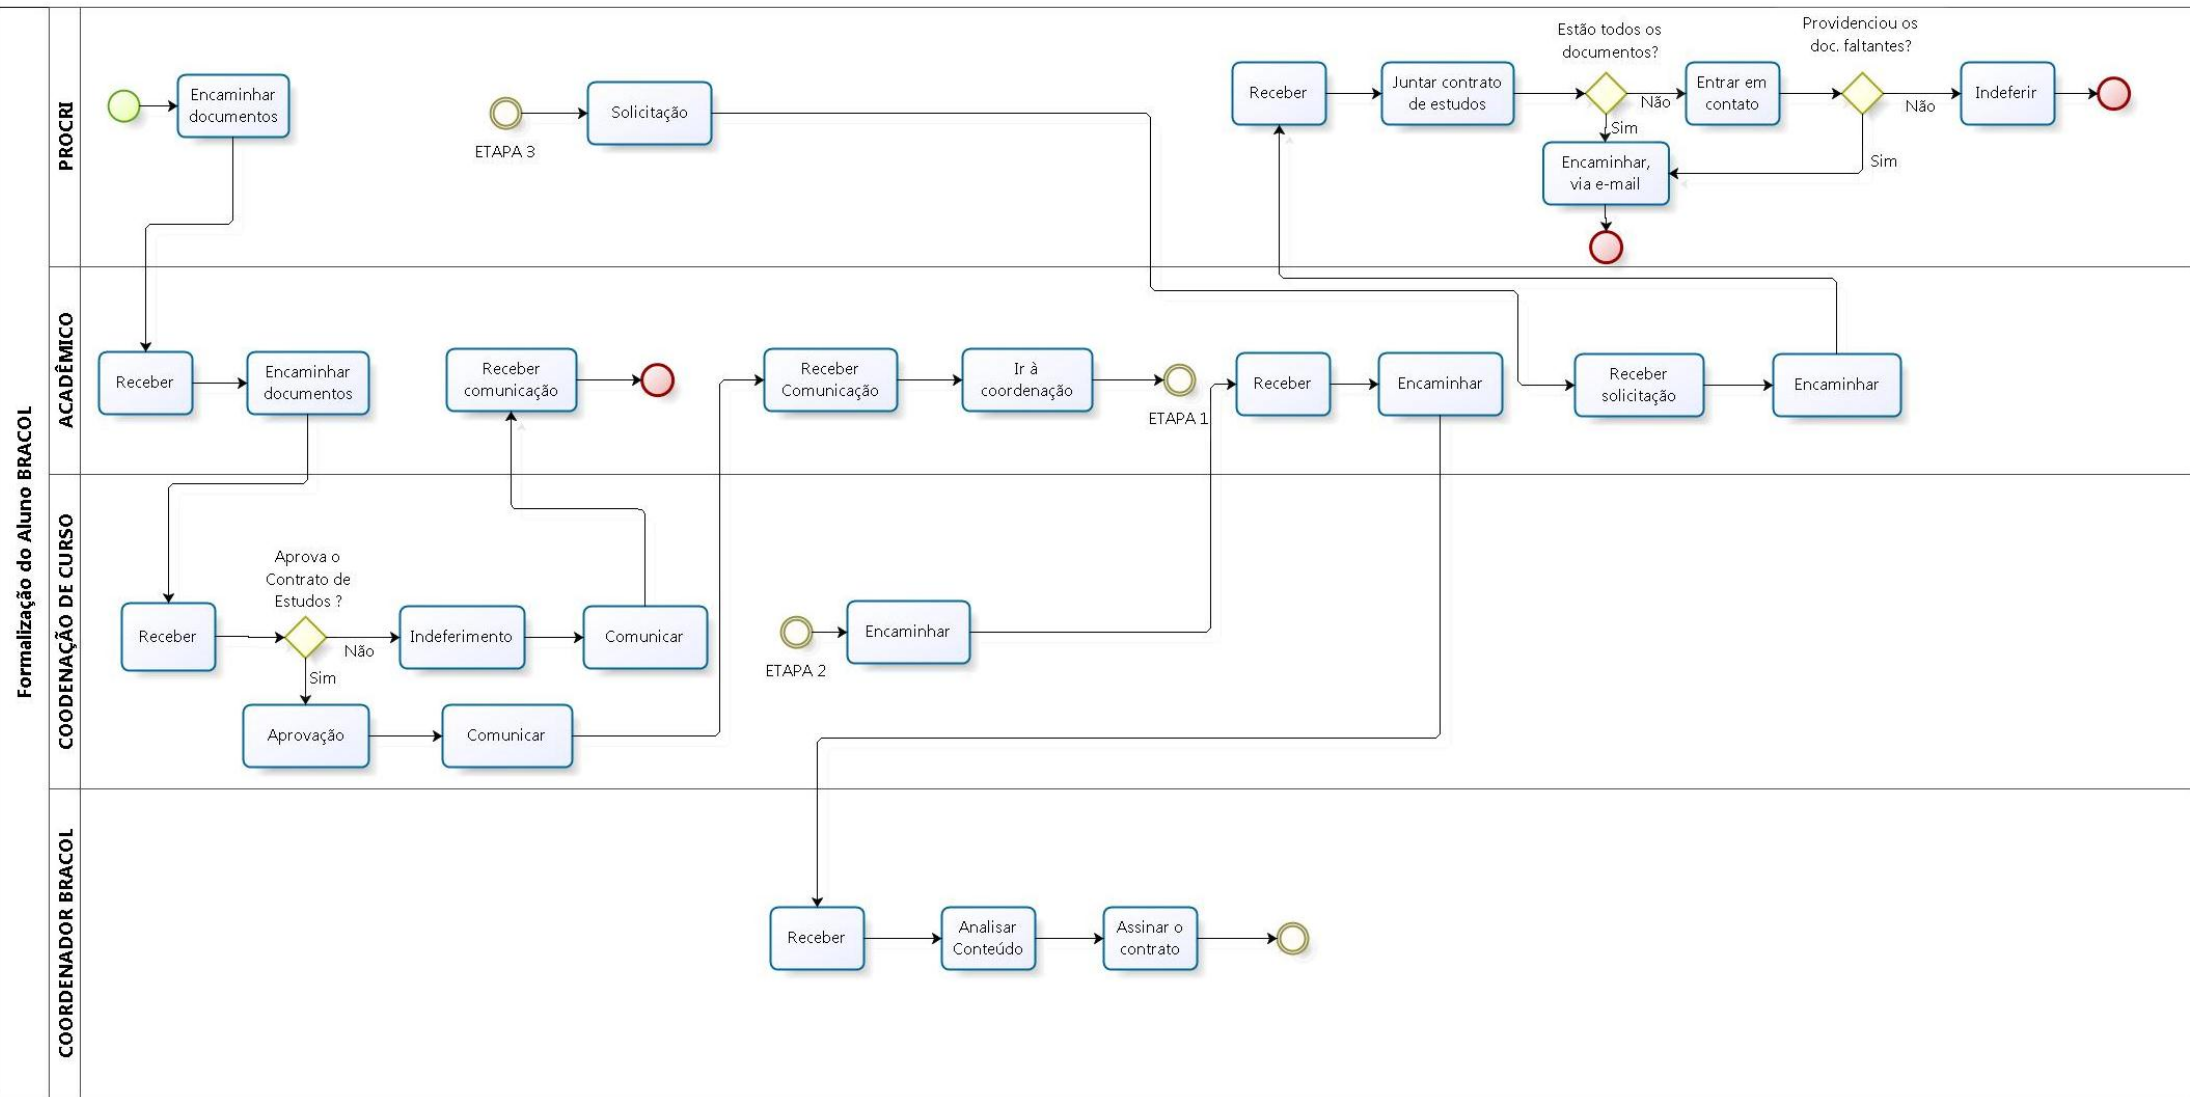 Formalização do Aluno BRACOL
PROCRI
Encaminhar
documentos
ETAPA 3
Solicitação
Receber
Juntar contrato
de estudos
Estão todos os
documentos?
Não
Sim
Entrar em
contato
Providenciou os
doc. faltantes?
Não
Sim
Indeferir
Encaminhar,
via e-mail
ACADÊMICO
Receber
Encaminhar
documentos
Receber
comunicação
Receber
Comunicação
Ir à
coordenação
ETAPA 1
Receber
Encaminhar
Receber
solicitação
Encaminhar
COODENAÇÃO DE CURSO
Receber
Aprova o
Contrato de
Estudos ?
Não
Sim
Indeferimento
Comunicar
Aprovação
Comunicar
ETAPA 2
Encaminhar
COORDENADOR BRACOL
Receber
Analisar
Conteúdo
Assinar o
contrato